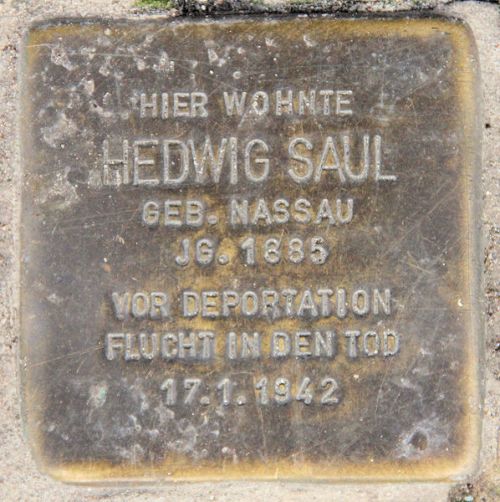 HIER WOHNTE
HEDWIG SAUL
GEB. NASSAU
JG. 1885
VOR DEPORTATION
FLUCHT IN DEN TOD
17.1.1942